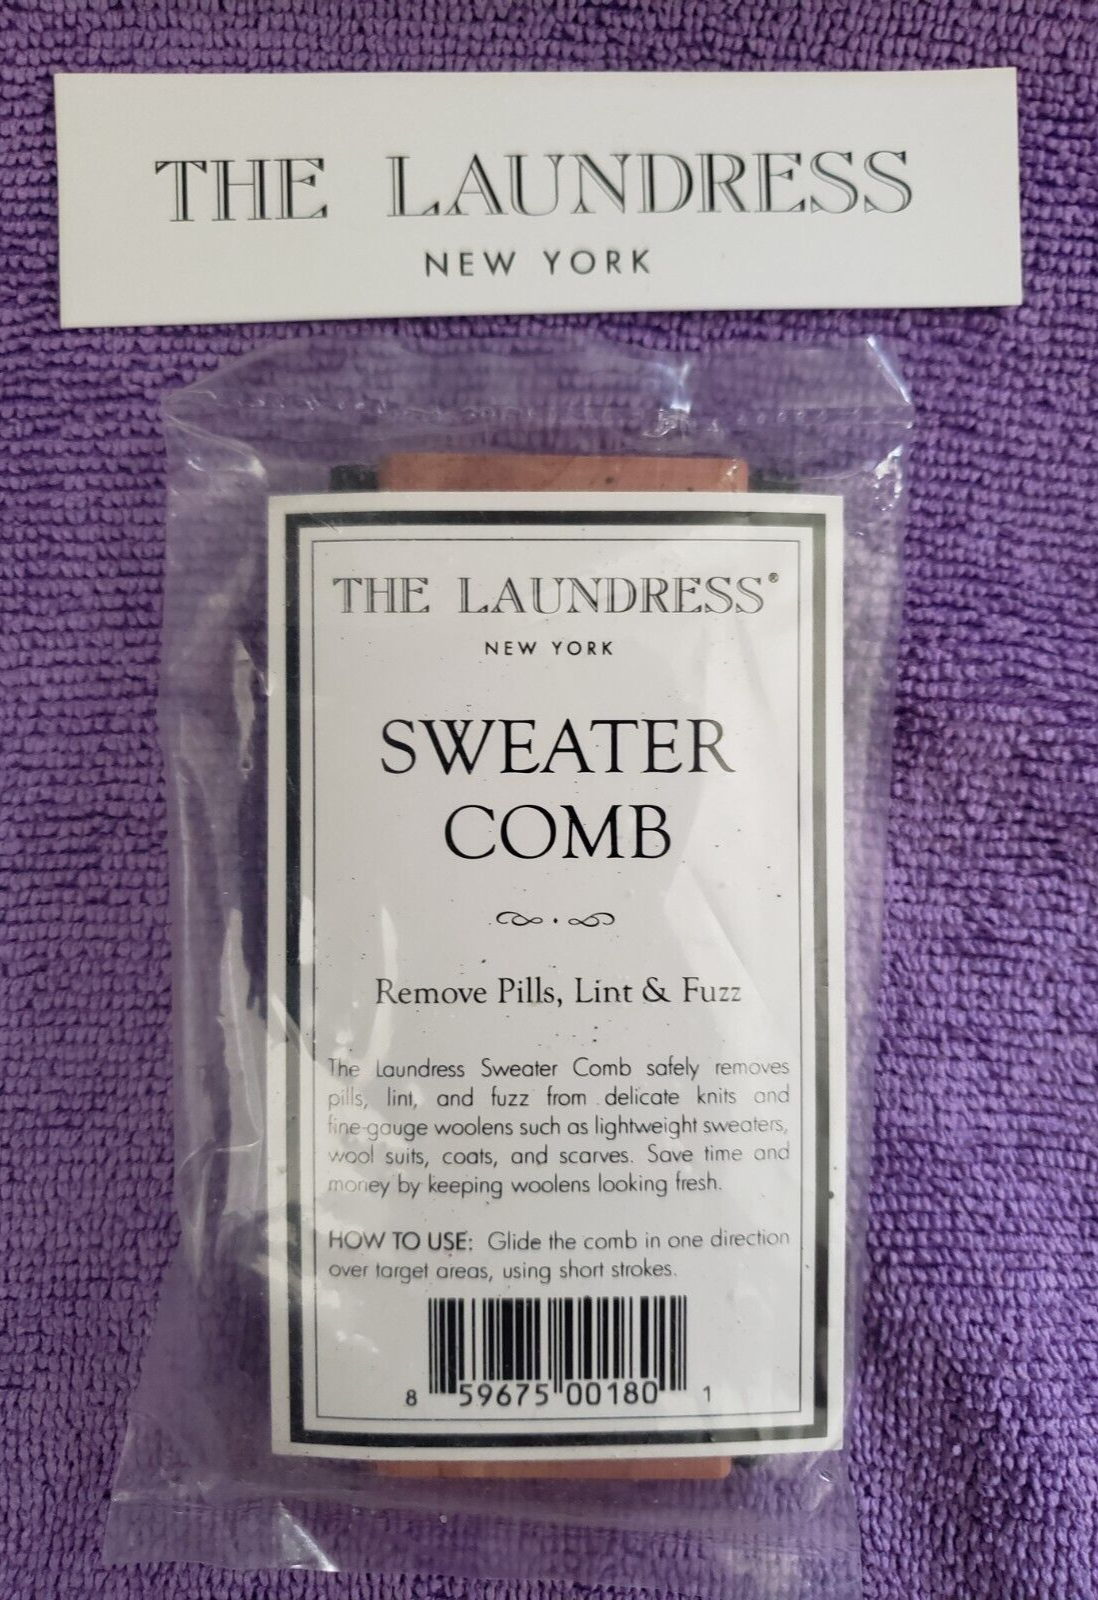 THE LAUNDRESS
NEW YORK
THE LAUNDRESS®
NEW YORK
SWEATER
COMB
Remove Pills, Lint & Fuzz
The Laundress Sweater Comb safely removes
pills, lint, and fuzz from delicate knits and
fine-gauge woolens such as lightweight sweaters,
wool suits, coats, and scarves. Save time and
money by keeping woolens looking fresh.
HOW TO USE: Glide the comb in one direction
over target areas, using short strokes.
8 59675 00180 1